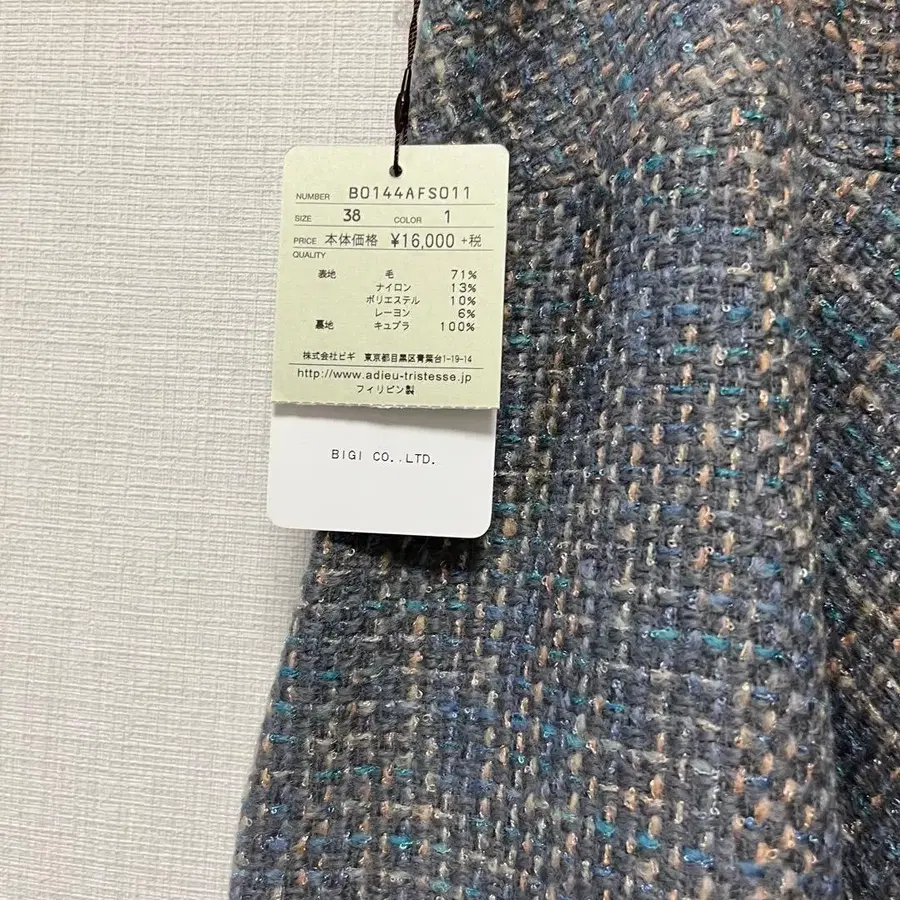 NUMBER B0144AFS011
SIZE 38 COLOR 1
PRICE 本体価格 ¥16,000 +税
QUALITY
表地 毛 71%
ナイロン 13%
ポリエステル 10%
レーヨン 6%
裏地 キュプラ 100%
株式会社ビギ 東京都目黒区青葉台1-19-14
http://www.adieu-tristesse.jp
フィリピン製
BIGI CO.,LTD.